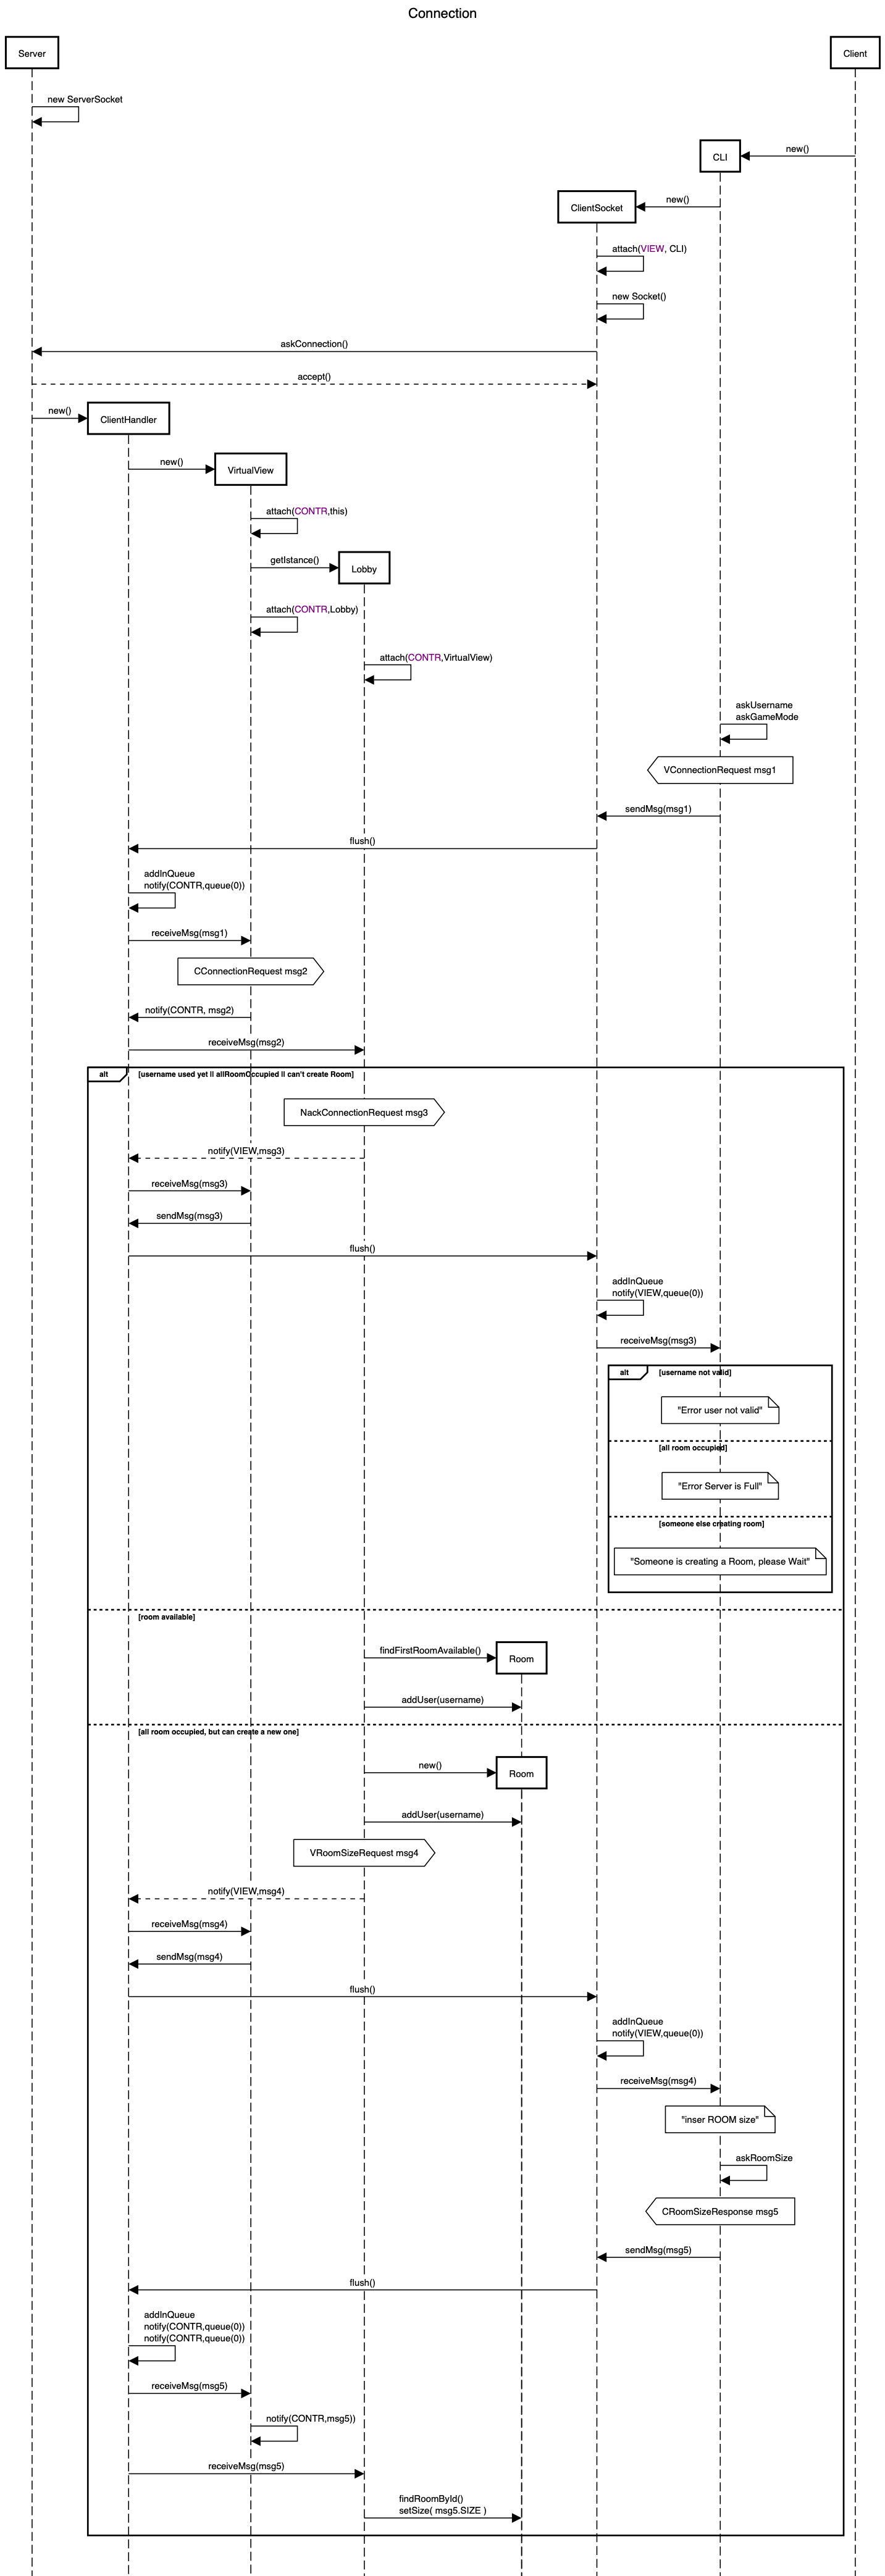 Connection
Server
Client
new ServerSocket
new()
CLI
new()
ClientSocket
attach(VIEW, CLI)
new Socket()
askConnection()
accept()
new()
ClientHandler
new()
VirtualView
attach(CONTR,this)
getIstance()
Lobby
attach(CONTR,Lobby)
attach(CONTR,VirtualView)
askUsername
askGameMode
VConnectionRequest msg1
sendMsg(msg1)
flush()
addInQueue
notify(CONTR,queue(0))
receiveMsg(msg1)
CConnectionRequest msg2
notify(CONTR, msg2)
receiveMsg(msg2)
alt
[username used yet || allRoomOccupied || can't create Room]
NackConnectionRequest msg3
notify(VIEW,msg3)
receiveMsg(msg3)
sendMsg(msg3)
flush()
addInQueue
notify(VIEW,queue(0))
receiveMsg(msg3)
alt
[username not valid]
"Error user not valid"
[all room occupied]
"Error Server is Full"
[someone else creating room]
"Someone is creating a Room, please Wait"
[room available]
findFirstRoomAvailable()
Room
addUser(username)
[all room occupied, but can create a new one]
new()
Room
addUser(username)
VRoomSizeRequest msg4
notify(VIEW,msg4)
receiveMsg(msg4)
sendMsg(msg4)
flush()
addInQueue
notify(VIEW,queue(0))
receiveMsg(msg4)
"inser ROOM size"
askRoomSize
CRoomSizeResponse msg5
sendMsg(msg5)
flush()
addInQueue
notify(CONTR,queue(0))
notify(CONTR,queue(0))
receiveMsg(msg5)
notify(CONTR,msg5))
receiveMsg(msg5)
findRoomById()
setSize( msg5.SIZE )